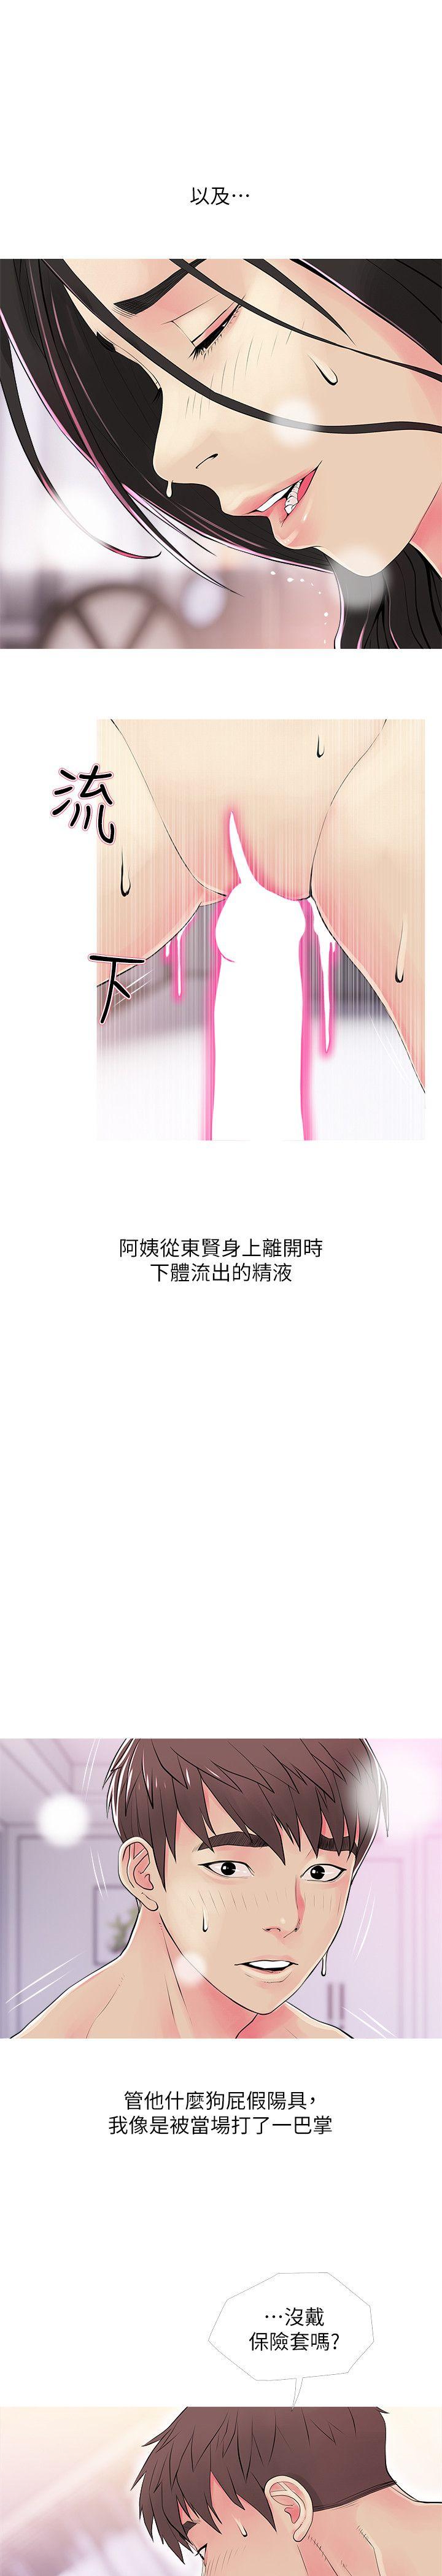 以及…
流
下
阿姨從東賢身上離開時
下體流出的精液
管他什麼狗屁假陽具，
我像是被當場打了一巴掌
…沒戴
保險套嗎?